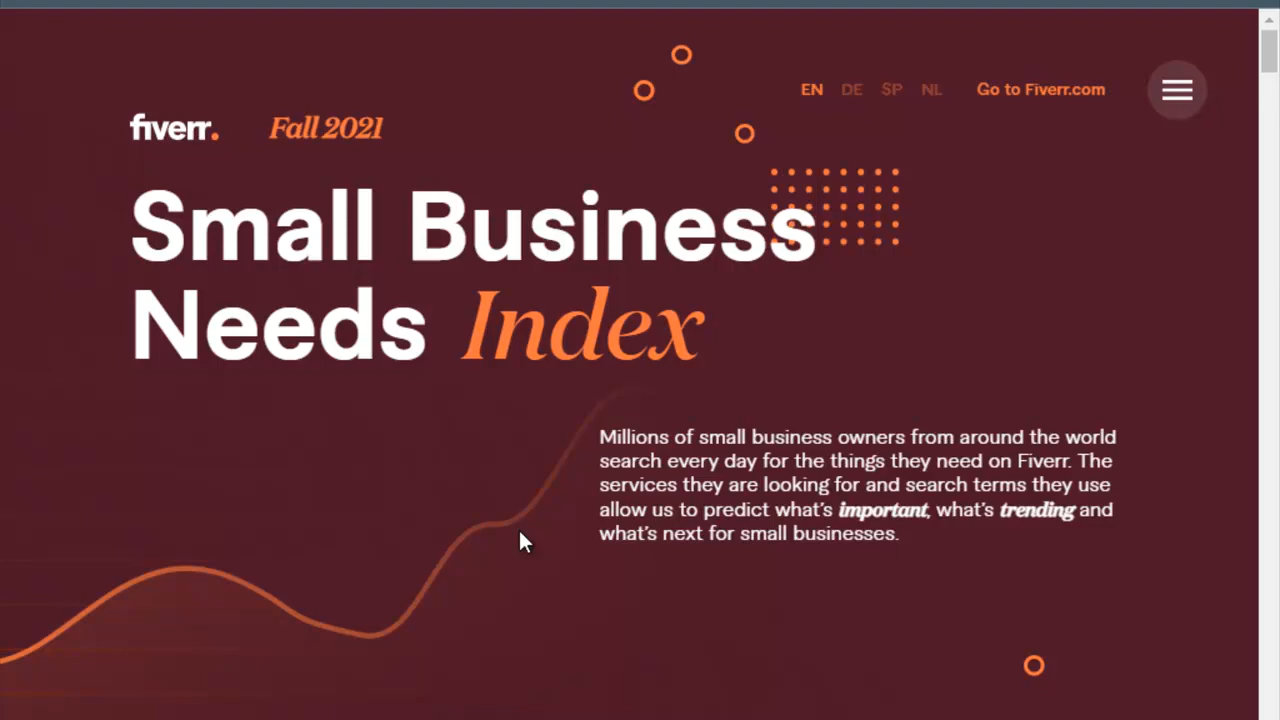 EN DE SP NL Go to Fiverr.com
fiverr. Fall 2021
Small Business
Needs Index
Millions of small business owners from around the world
search every day for the things they need on Fiverr. The
services they are looking for and search terms they use
allow us to predict what's important, what's trending and
what's next for small businesses.